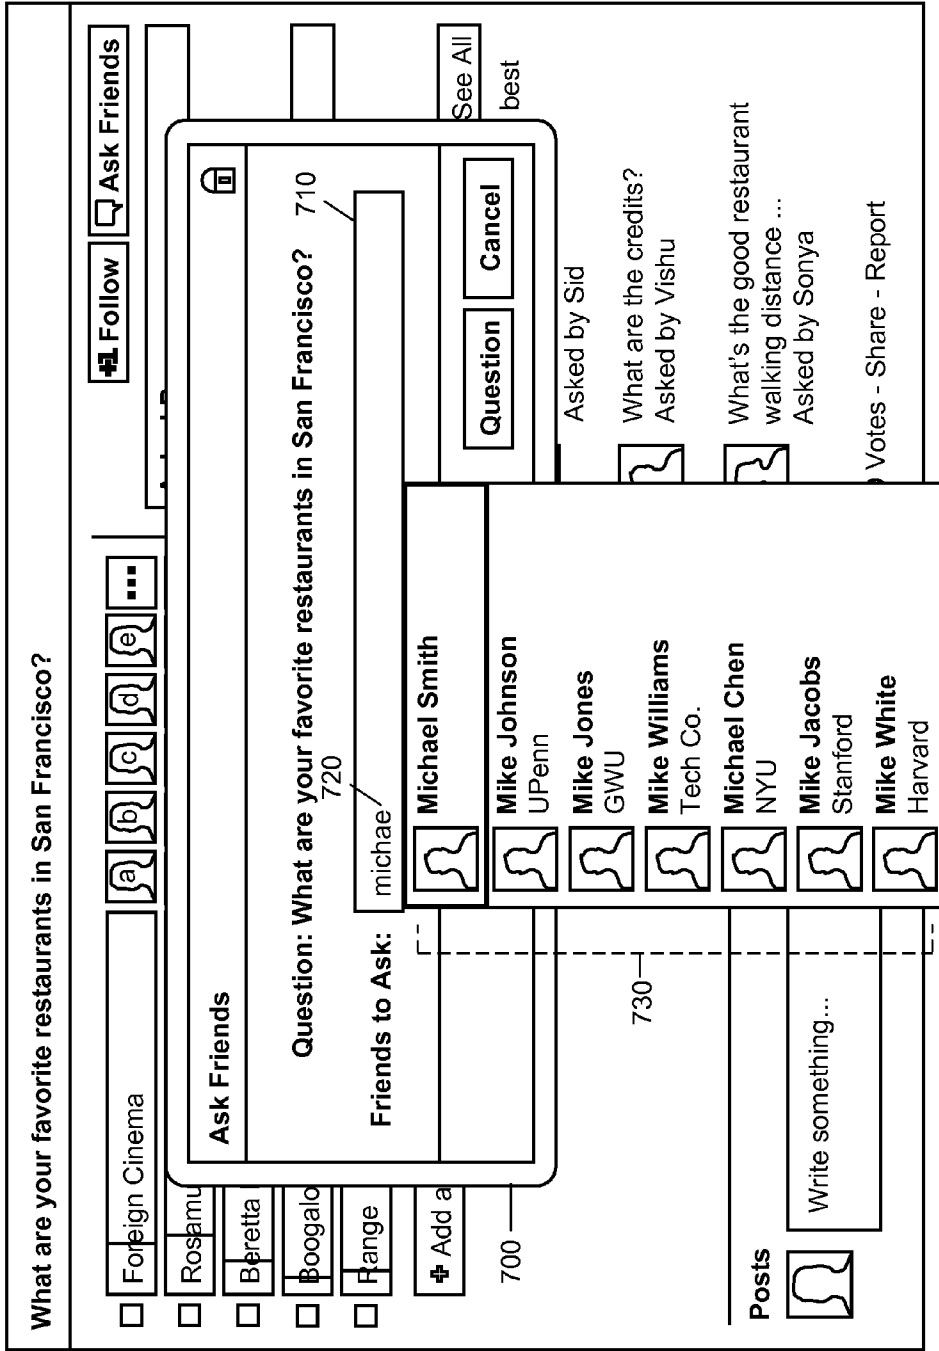 What are your favorite restaurants in San Francisco?
Follow
Ask Friends
Foreign Cinema
a
b
c
d
e
...
Rosamu
Beretta
Boogalo
Range
Add a
See All
best
Ask Friends
Question: What are your favorite restaurants in San Francisco?
710
720
Friends to Ask:
michae
Question
Cancel
700
Michael Smith
Mike Johnson
UPenn
Mike Jones
GWU
Mike Williams
Tech Co.
Michael Chen
NYU
Mike Jacobs
Stanford
Mike White
Harvard
730
Asked by Sid
What are the credits?
Asked by Vishu
What's the good restaurant
walking distance ...
Asked by Sonya
Votes - Share - Report
Posts
Write something...